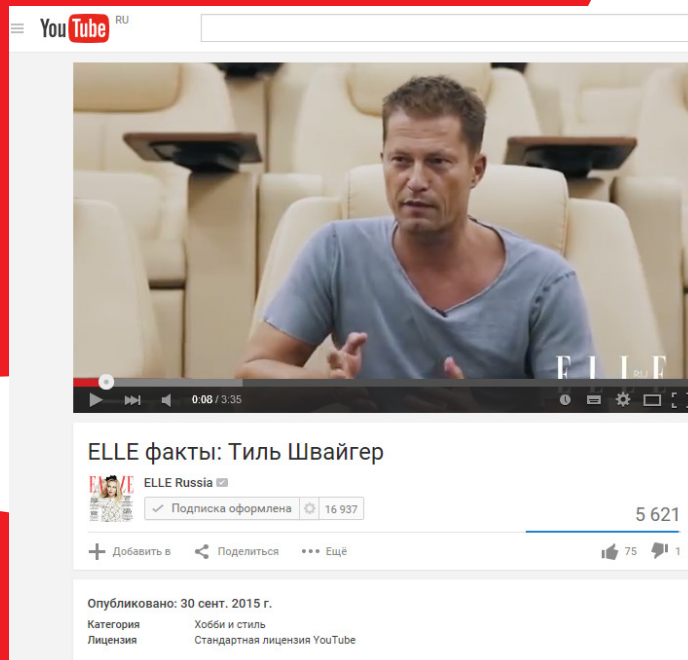 YouTube RU
ELLE
RU
0:08 / 3:35
ELLE факты: Тиль Швайгер
ELLE Russia
Подписка оформлена 16 937
5 621
Добавить в Поделиться ••• Ещё 75 1
Опубликовано: 30 сент. 2015 г.
Категория Хобби и стиль
Лицензия Стандартная лицензия YouTube